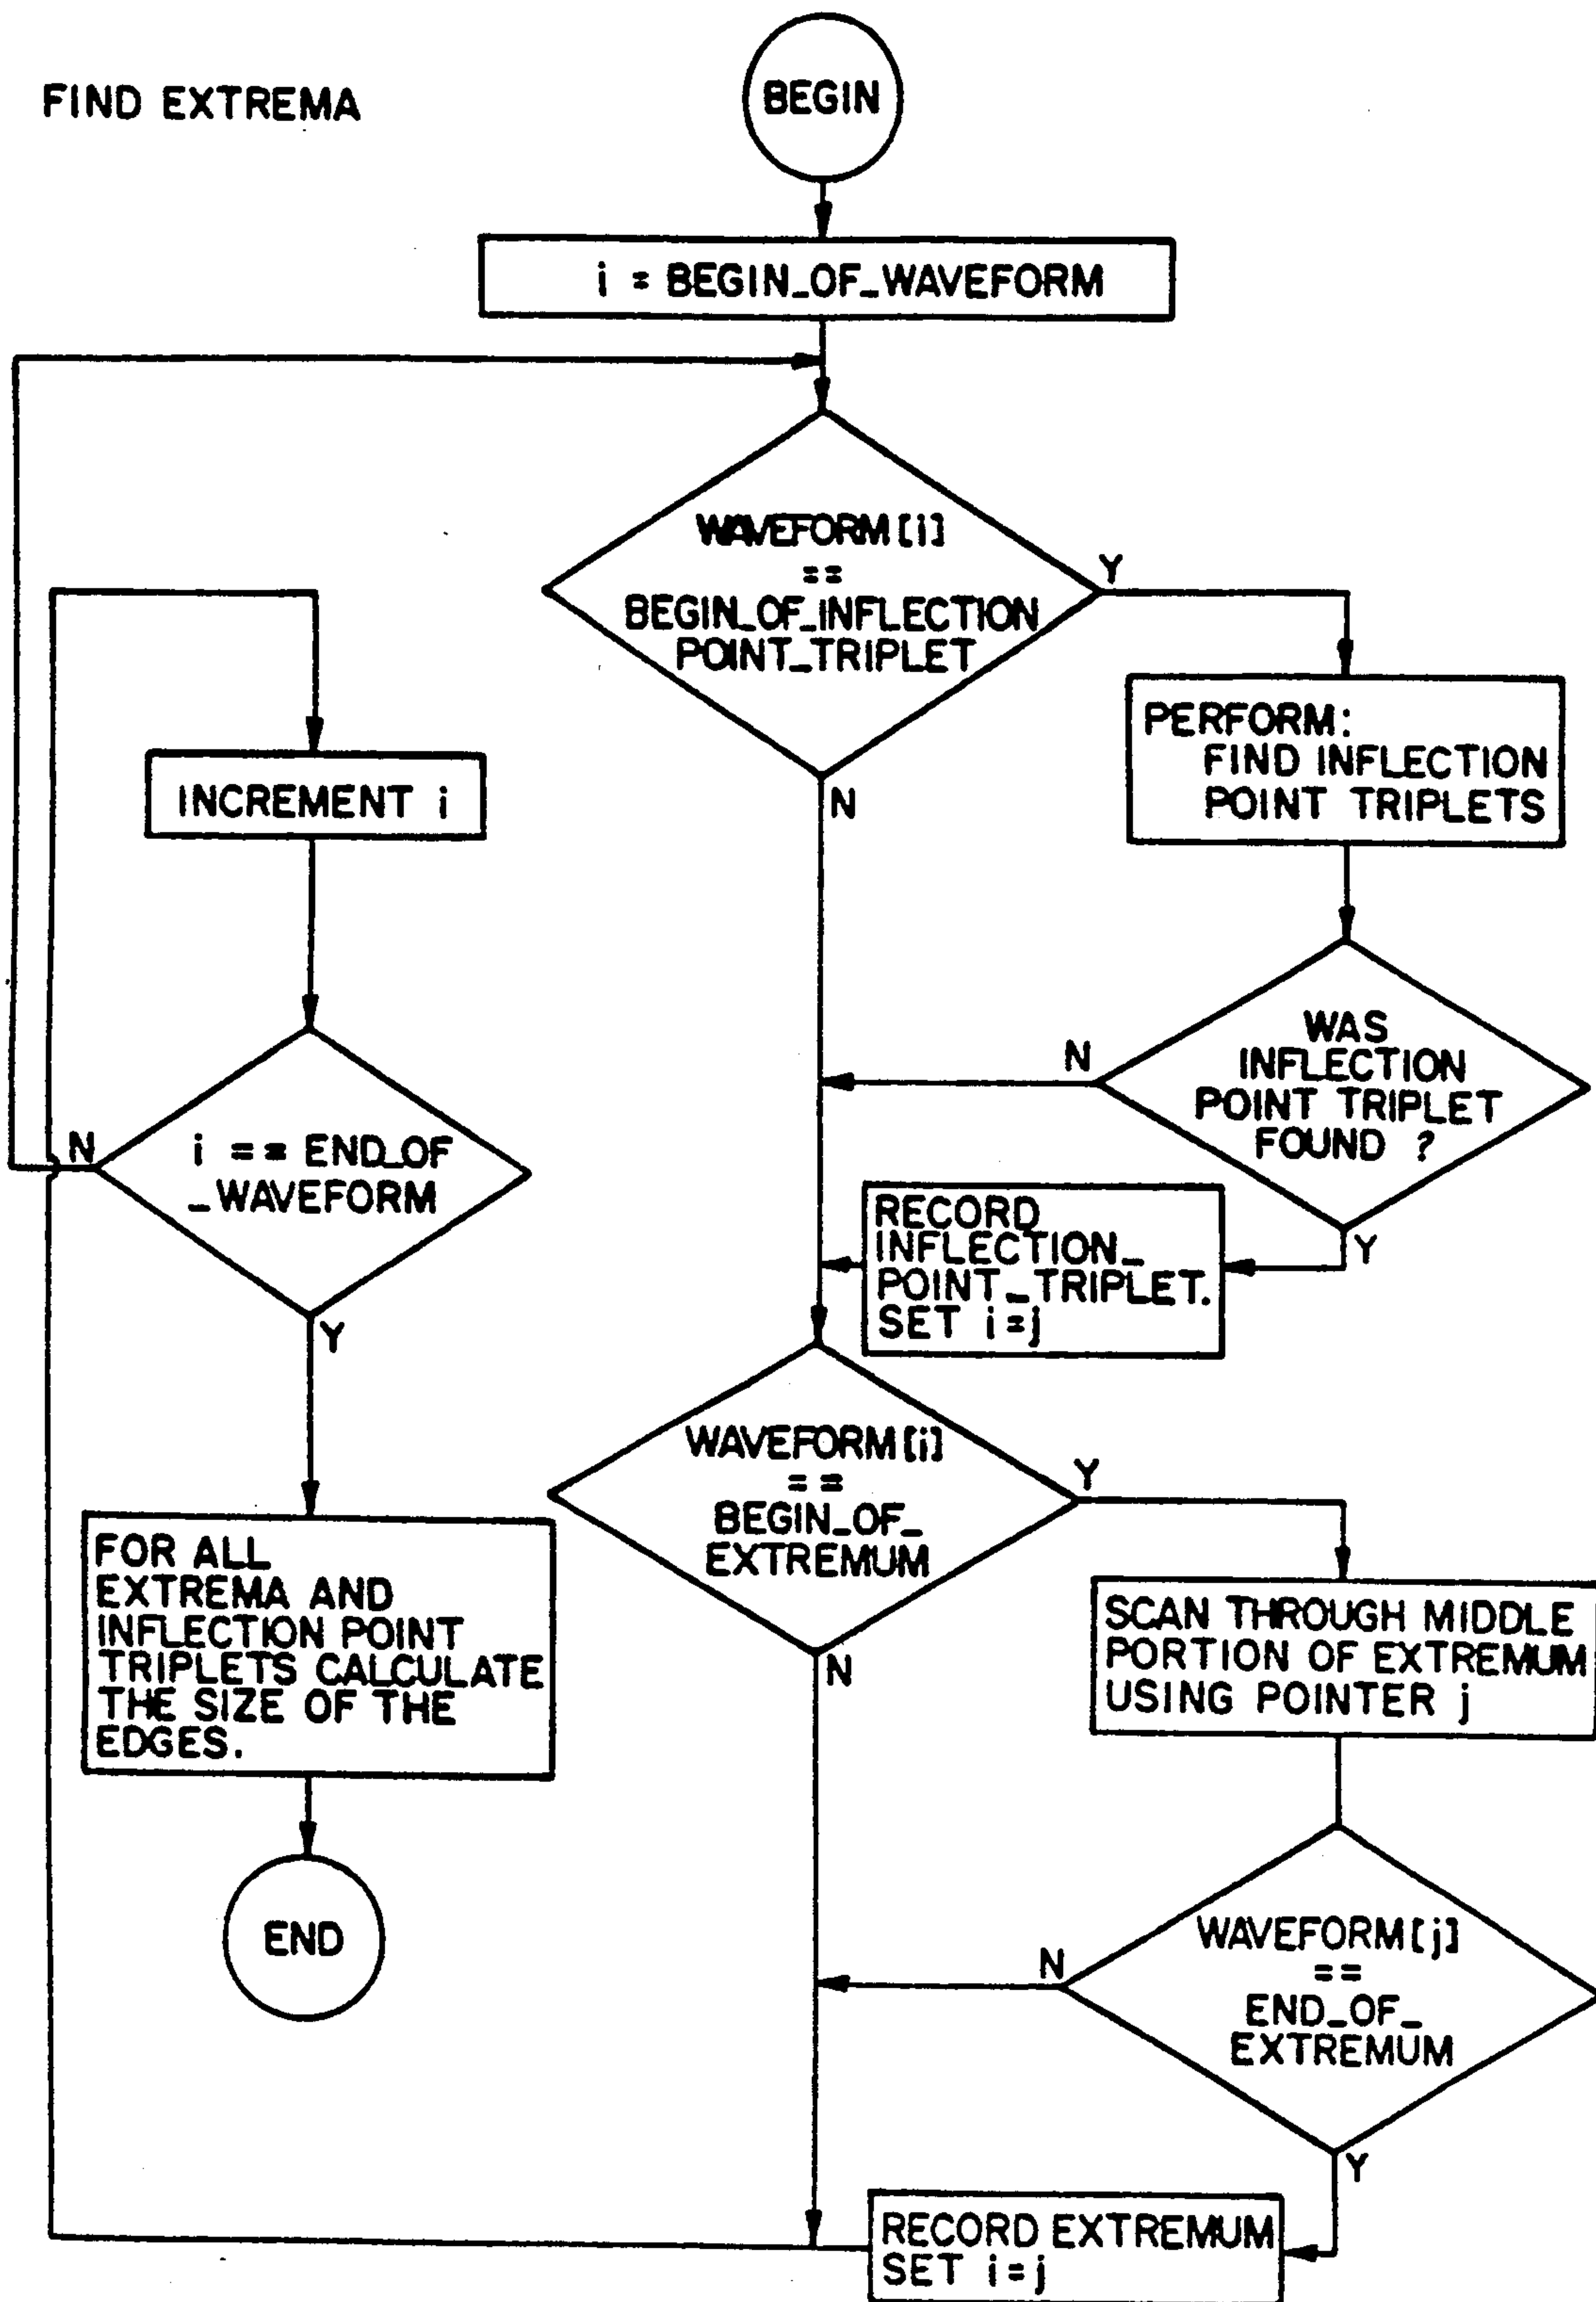 FIND EXTREMA
BEGIN
i = BEGIN_OF_WAVEFORM
WAVEFORM [i]
==
BEGIN_OF_INFLECTION
POINT_TRIPLET
Y
N
PERFORM:
FIND INFLECTION
POINT TRIPLETS
INCREMENT i
WAS
INFLECTION
POINT TRIPLET
FOUND ?
N
Y
i == END_OF
_WAVEFORM
N
Y
RECORD
INFLECTION_
POINT_TRIPLET.
SET i=j
WAVEFORM [i]
==
BEGIN_OF_
EXTREMUM
Y
N
FOR ALL
EXTREMA AND
INFLECTION POINT
TRIPLETS CALCULATE
THE SIZE OF THE
EDGES.
SCAN THROUGH MIDDLE
PORTION OF EXTREMUM
USING POINTER j
END
WAVEFORM [j]
==
END_OF_
EXTREMUM
N
Y
RECORD EXTREMUM
SET i=j